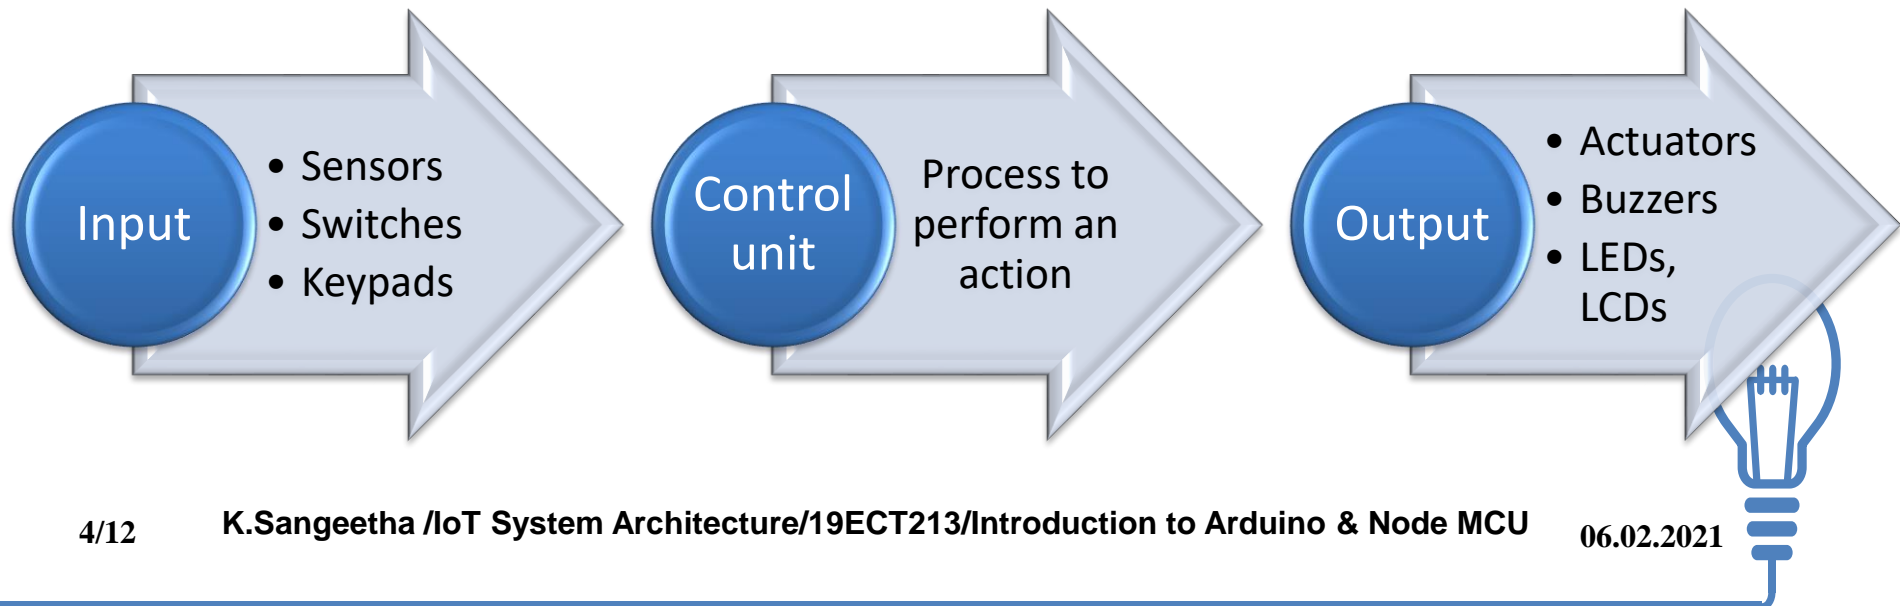 Input
• Sensors
• Switches
• Keypads
Control
unit
Process to
perform an
action
Output
• Actuators
• Buzzers
• LEDs,
LCDs
4/12
K.Sangeetha /IoT System Architecture/19ECT213/Introduction to Arduino & Node MCU
06.02.2021